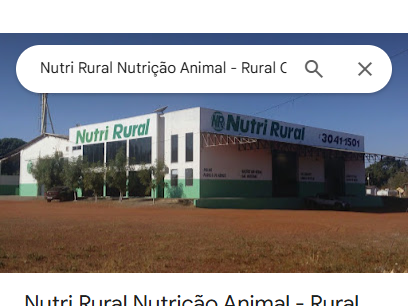 Nutri Rural Nutrição Animal - Rural C
Nutri Rural
NR Nutri Rural
3041-1501
Nutri Rural Nutrição Animal - Rural